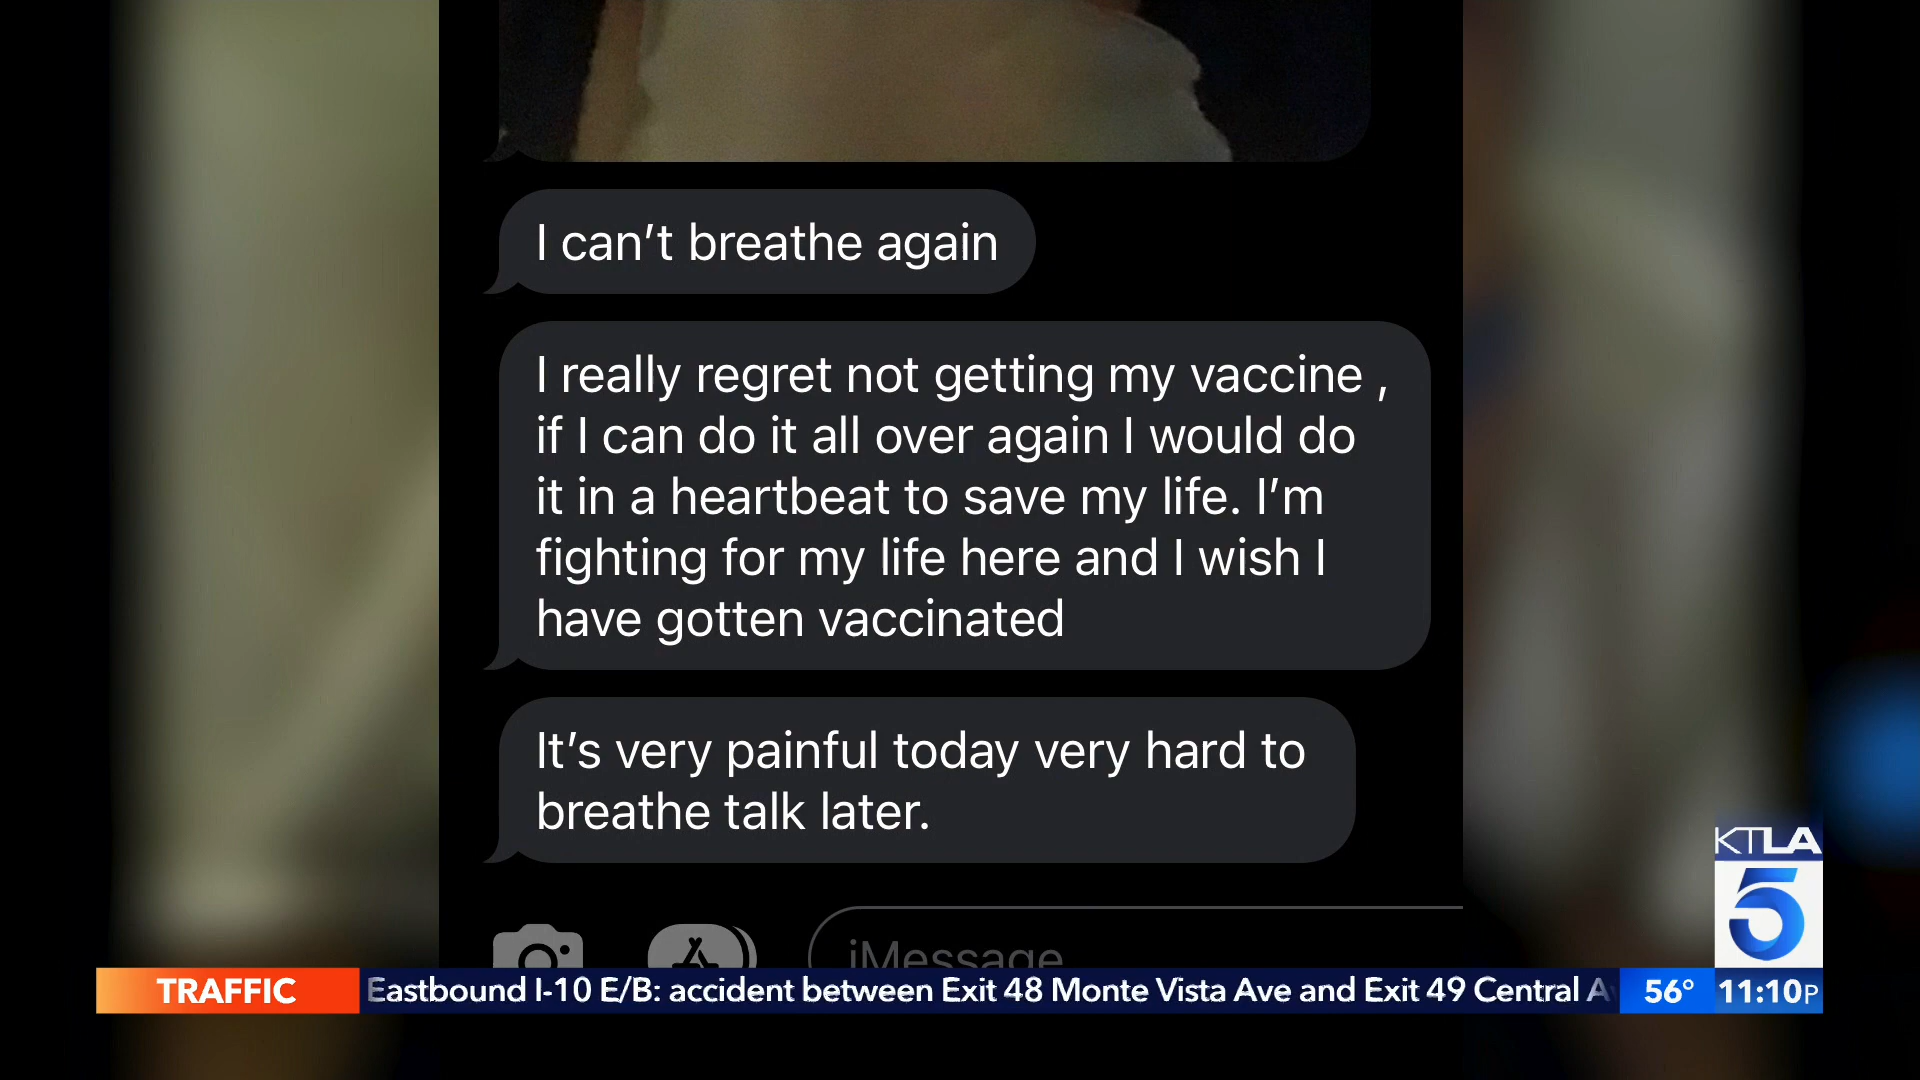 I can't breathe again
I really regret not getting my vaccine ,
if I can do it all over again I would do
it in a heartbeat to save my life. I'm
fighting for my life here and I wish I
have gotten vaccinated
It's very painful today very hard to
breathe talk later.
iMessage
KTLA
5
TRAFFIC Eastbound I-10 E/B: accident between Exit 48 Monte Vista Ave and Exit 49 Central 56° 11:10P